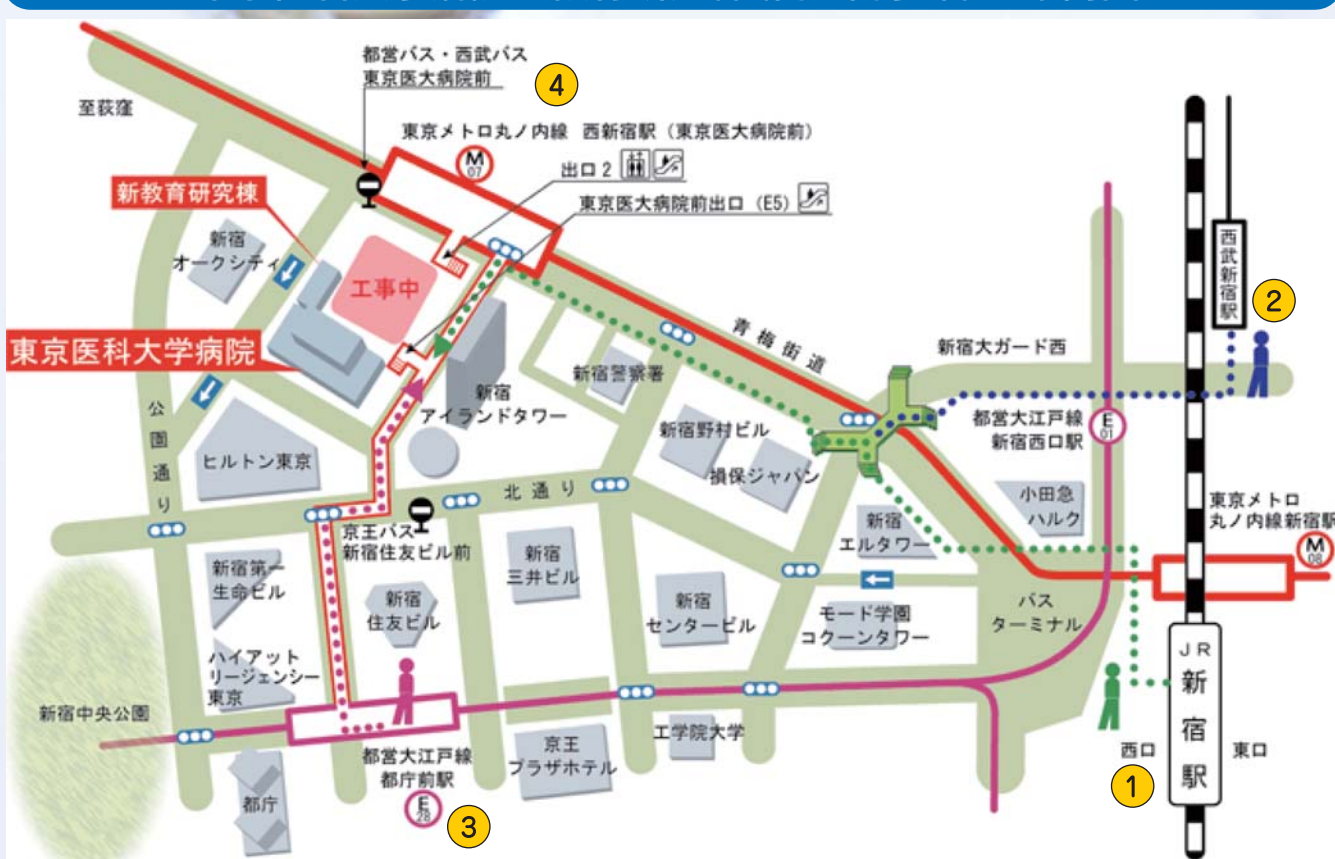 都営バス・西武バス
東京医大病院前
④
至荻窪
東京メトロ丸ノ内線 西新宿駅（東京医大病院前）
M
07
出口2
東京医大病院前出口（E5）
新教育研究棟
新宿
オークシティ
工事中
東京医科大学病院
西武新宿駅
②
青梅街道
新宿大ガード西
新宿警察署
新宿
アイランドタワー
公園通り
ヒルトン東京
新宿野村ビル
損保ジャパン
都営大江戸線
新宿西口駅
E
01
北通り
小田急
ハルク
東京メトロ
丸ノ内線新宿駅
M
08
京王バス
新宿住友ビル前
新宿
エルタワー
新宿第一
生命ビル
新宿
三井ビル
新宿
住友ビル
新宿
センタービル
モード学園
コクーンタワー
バス
ターミナル
ハイアット
リージェンシー
東京
JR
新宿駅
新宿中央公園
工学院大学
西口
東口
①
都営大江戸線
都庁前駅
E
28
③
京王
プラザホテル
都庁